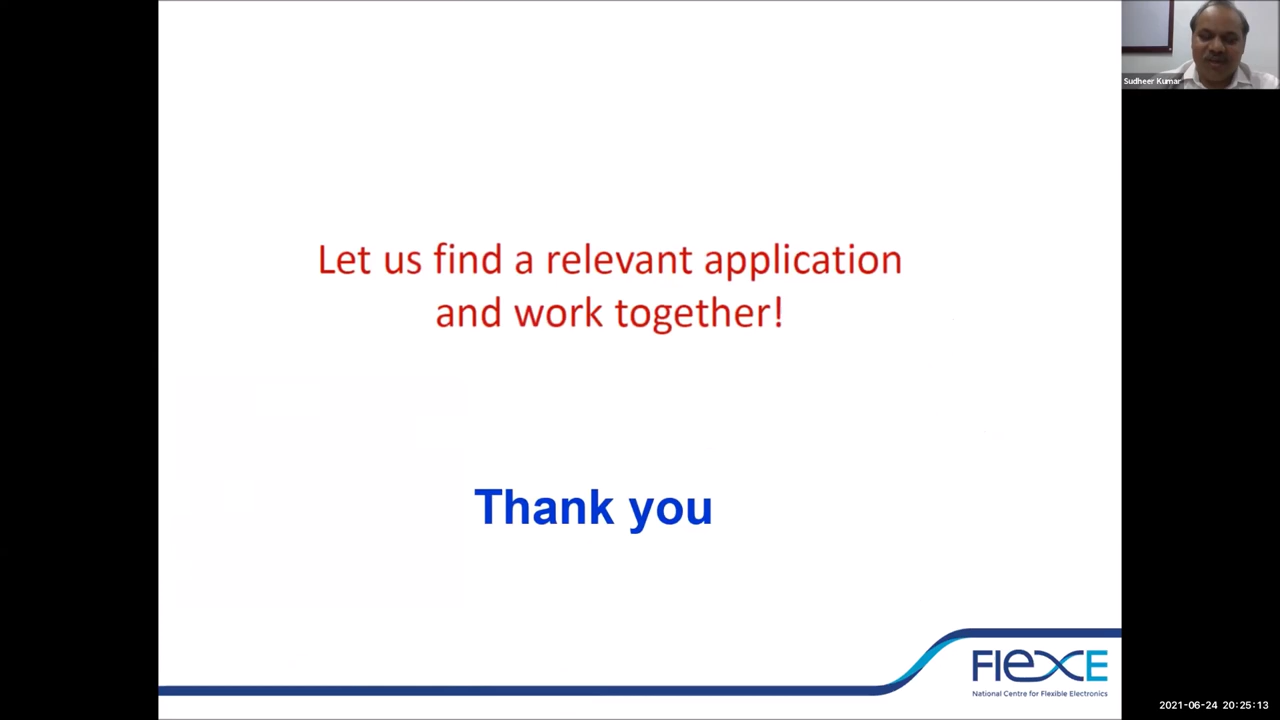 Sudheer Kumar
Let us find a relevant application
and work together!
Thank you
FlexE
National Centre for Flexible Electronics
2021-06-24 20:25:13